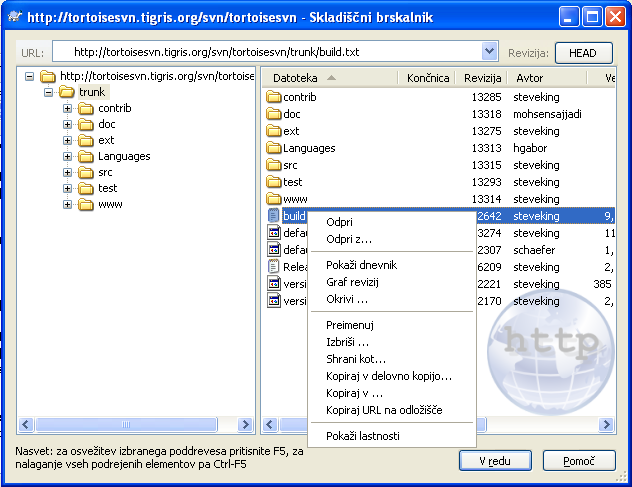 http://tortoisesvn.tigris.org/svn/tortoisesvn - Skladiščni brskalnik
URL: http://tortoisesvn.tigris.org/svn/tortoisesvn/trunk/build.txt Revizija: HEAD
http://tortoisesvn.tigris.org/svn/tortoise
trunk
contrib
doc
ext
Languages
src
test
www
Datoteka Končnica Revizija Avtor
contrib 13285 steveking
doc 13318 mohsensajjadi
ext 13275 steveking
Languages 13313 hgabor
src 13315 steveking
test 13293 steveking
www 13314 steveking
build 2642 steveking 9,
defau 3274 steveking 11
defau 2307 schaefer 1,
Relea 6209 steveking 2,
versi 2221 steveking 385
versi 2170 steveking 2,
Odpri
Odpri z...
Pokaži dnevnik
Graf revizij
Okrivi ...
Preimenuj
Izbriši ...
Shrani kot...
Kopiraj v delovno kopijo...
Kopiraj v ...
Kopiraj URL na odložišče
Pokaži lastnosti
http
Nasvet: za osvežitev izbranega poddrevesa pritisnite F5, za
nalaganje vseh podrejenih elementov pa Ctrl-F5
V redu Pomoč